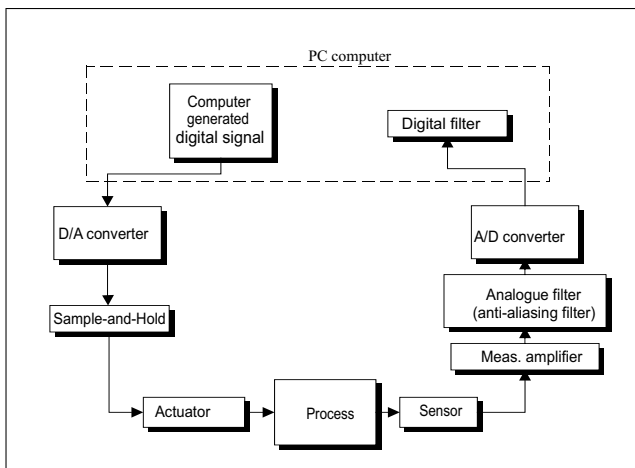 PC computer
Computer
generated
digital signal
Digital filter
D/A converter
A/D converter
Sample-and-Hold
Analogue filter
(anti-aliasing filter)
Meas. amplifier
Actuator
Process
Sensor